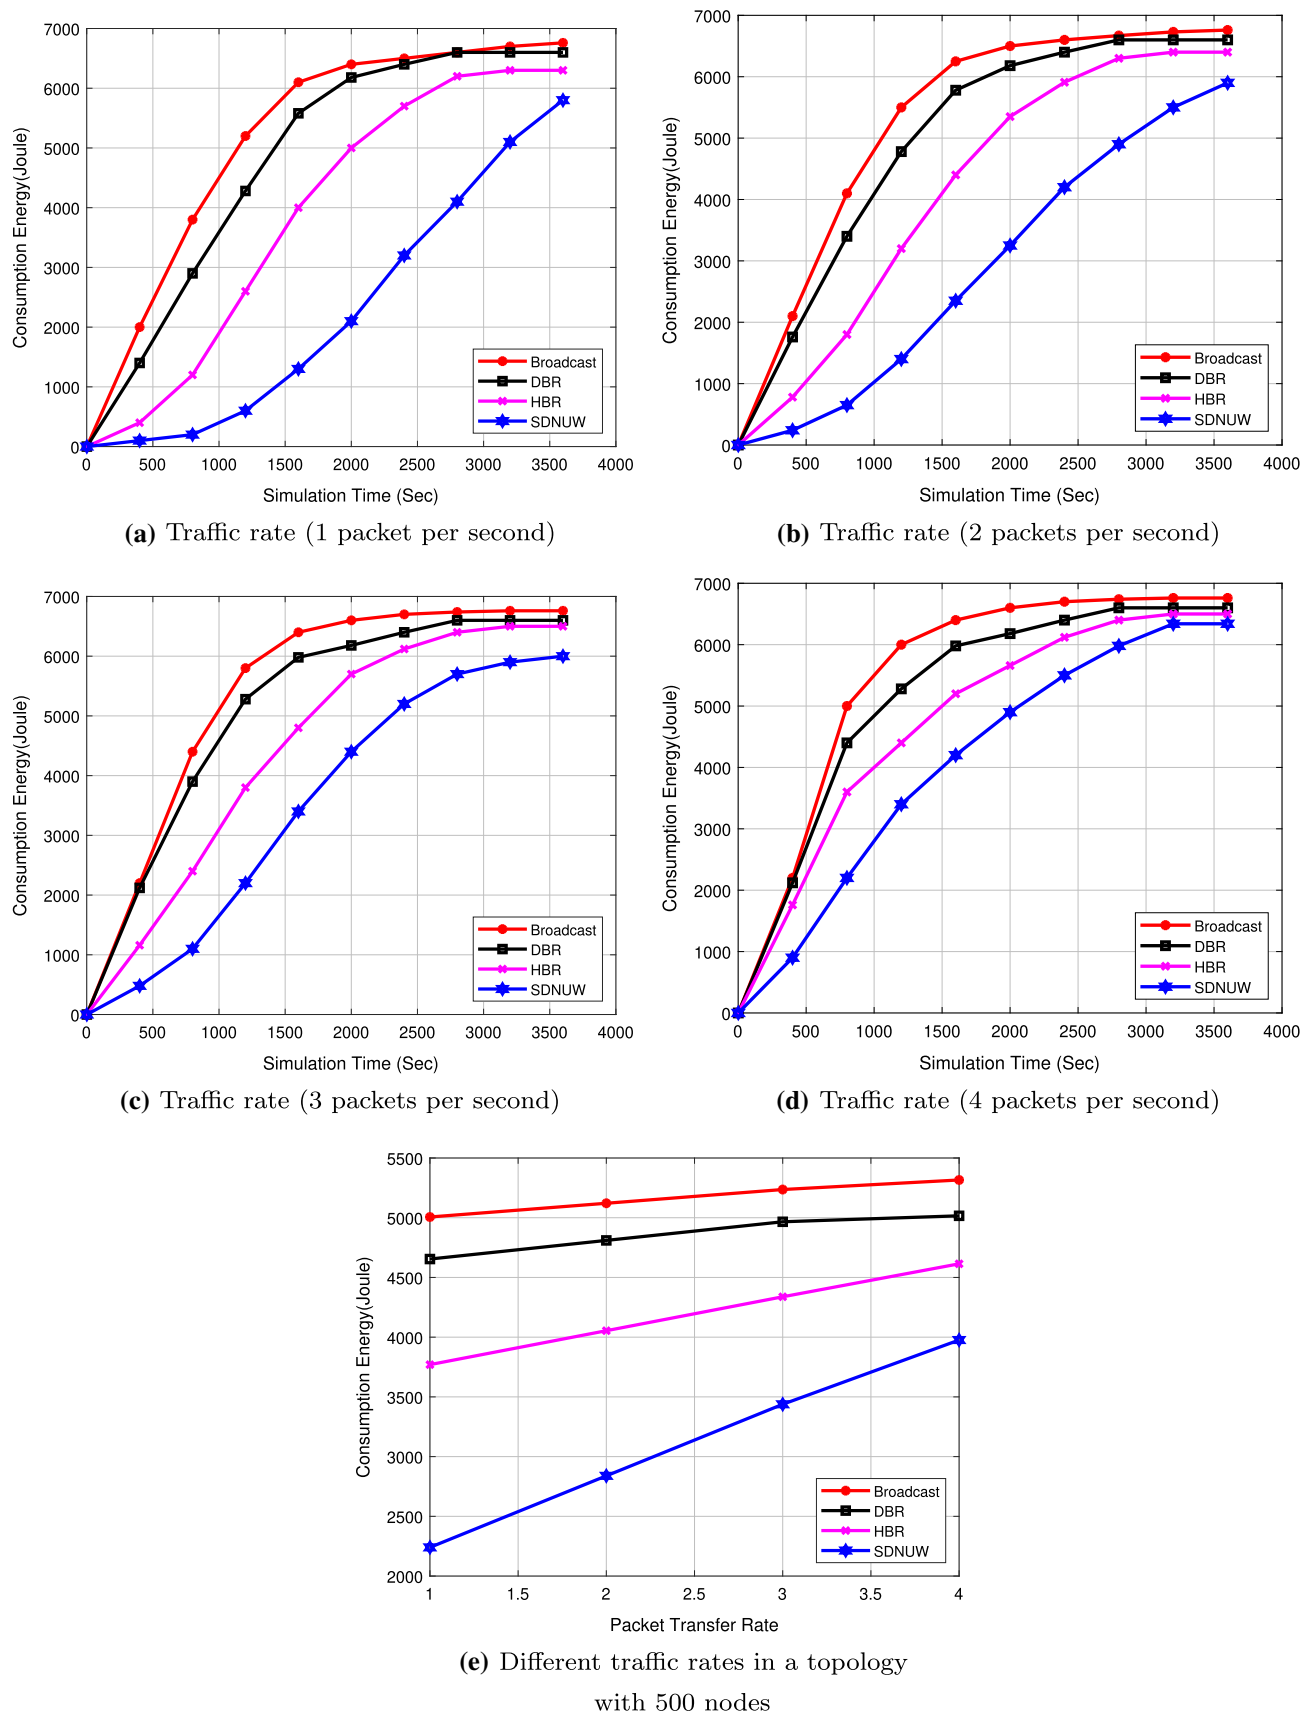 7000
6000
5000
4000
3000
2000
1000
0
0 500 1000 1500 2000 2500 3000 3500 4000
Consumption Energy(Joule)
Simulation Time (Sec)
Broadcast
DBR
HBR
SDNUW
(a) Traffic rate (1 packet per second)
7000
6000
5000
4000
3000
2000
1000
0
0 500 1000 1500 2000 2500 3000 3500 4000
Consumption Energy(Joule)
Simulation Time (Sec)
Broadcast
DBR
HBR
SDNUW
(b) Traffic rate (2 packets per second)
7000
6000
5000
4000
3000
2000
1000
0
0 500 1000 1500 2000 2500 3000 3500 4000
Consumption Energy(Joule)
Simulation Time (Sec)
Broadcast
DBR
HBR
SDNUW
(c) Traffic rate (3 packets per second)
7000
6000
5000
4000
3000
2000
1000
0
0 500 1000 1500 2000 2500 3000 3500 4000
Consumption Energy(Joule)
Simulation Time (Sec)
Broadcast
DBR
HBR
SDNUW
(d) Traffic rate (4 packets per second)
5500
5000
4500
4000
3500
3000
2500
2000
1 1.5 2 2.5 3 3.5 4
Consumption Energy(Joule)
Packet Transfer Rate
Broadcast
DBR
HBR
SDNUW
(e) Different traffic rates in a topology
with 500 nodes